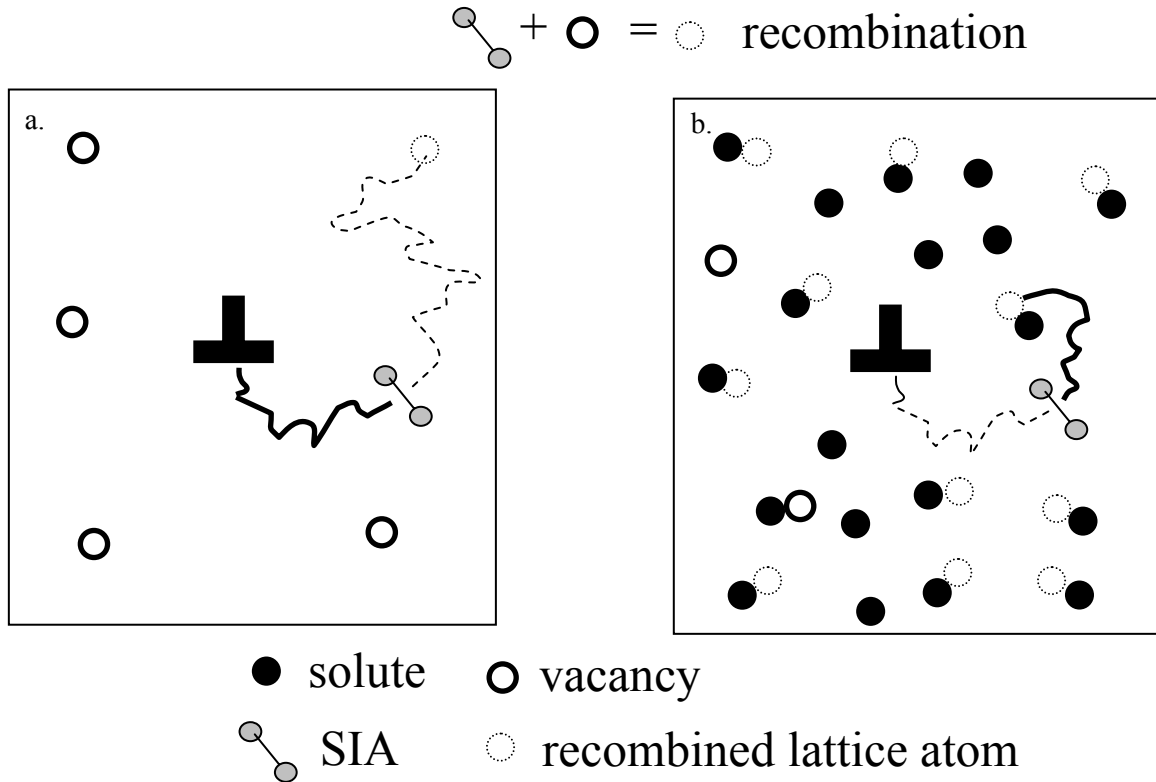 + = recombination
a.
b.
solute vacancy
SIA recombined lattice atom